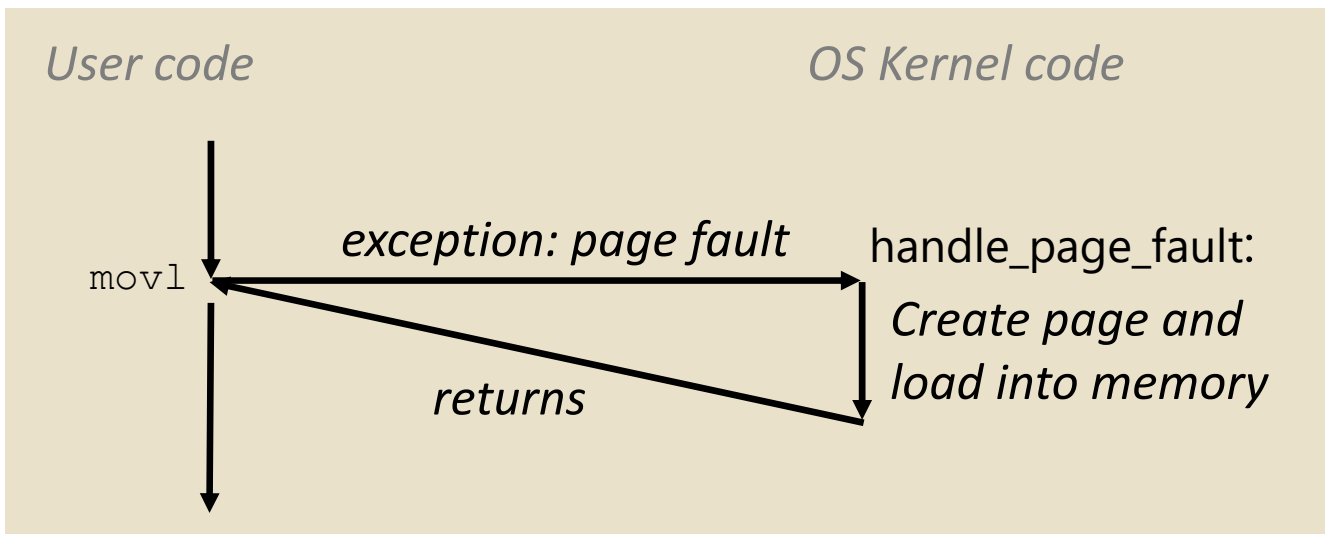 User code
OS Kernel code
exception: page fault
handle_page_fault:
movl
Create page and
load into memory
returns